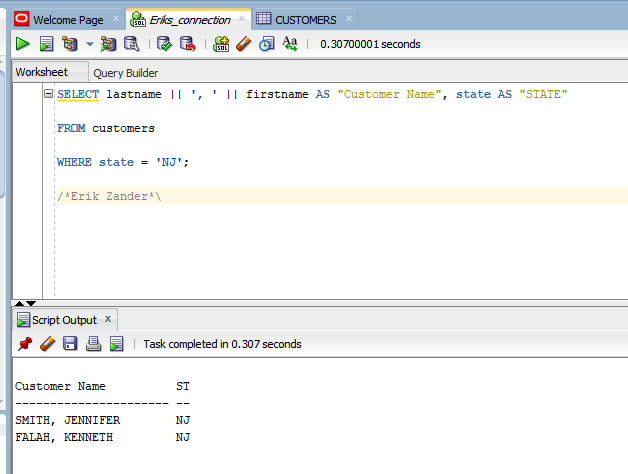 Welcome Page
Eriks_connection
CUSTOMERS
0.30700001 seconds
Worksheet
Query Builder
SELECT lastname || ', ' || firstname AS "Customer Name", state AS "STATE"
FROM customers
WHERE state = 'NJ';
/*Erik Zander*\
Script Output
Task completed in 0.307 seconds
Customer Name ST
---------------------- --
SMITH, JENNIFER NJ
FALAH, KENNETH NJ